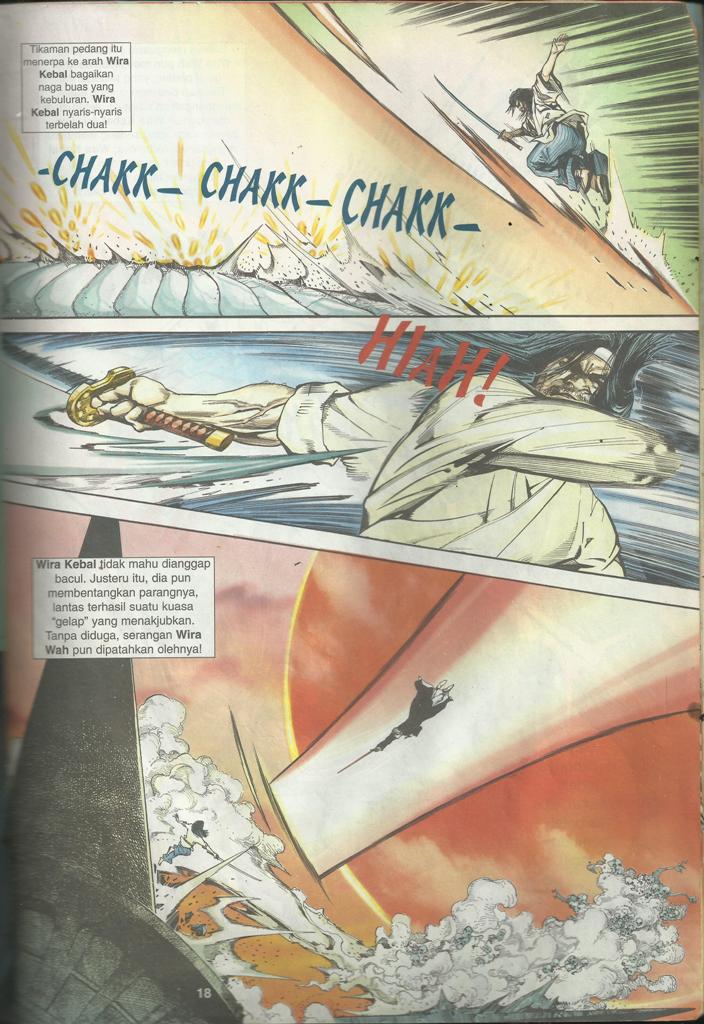 Tikaman pedang itu
menerpa ke arah Wira
Kebal bagaikan
naga buas yang
kebuluran. Wira
Kebal nyaris-nyaris
terbelah dua!
-CHAKK– CHAKK– CHAKK–
HIAH!
Wira Kebal tidak mahu dianggap
bacul. Justeru itu, dia pun
membentangkan parangnya,
lantas terhasil suatu kuasa
"gelap" yang menakjubkan.
Tanpa diduga, serangan Wira
Wah pun dipatahkan olehnya!
18